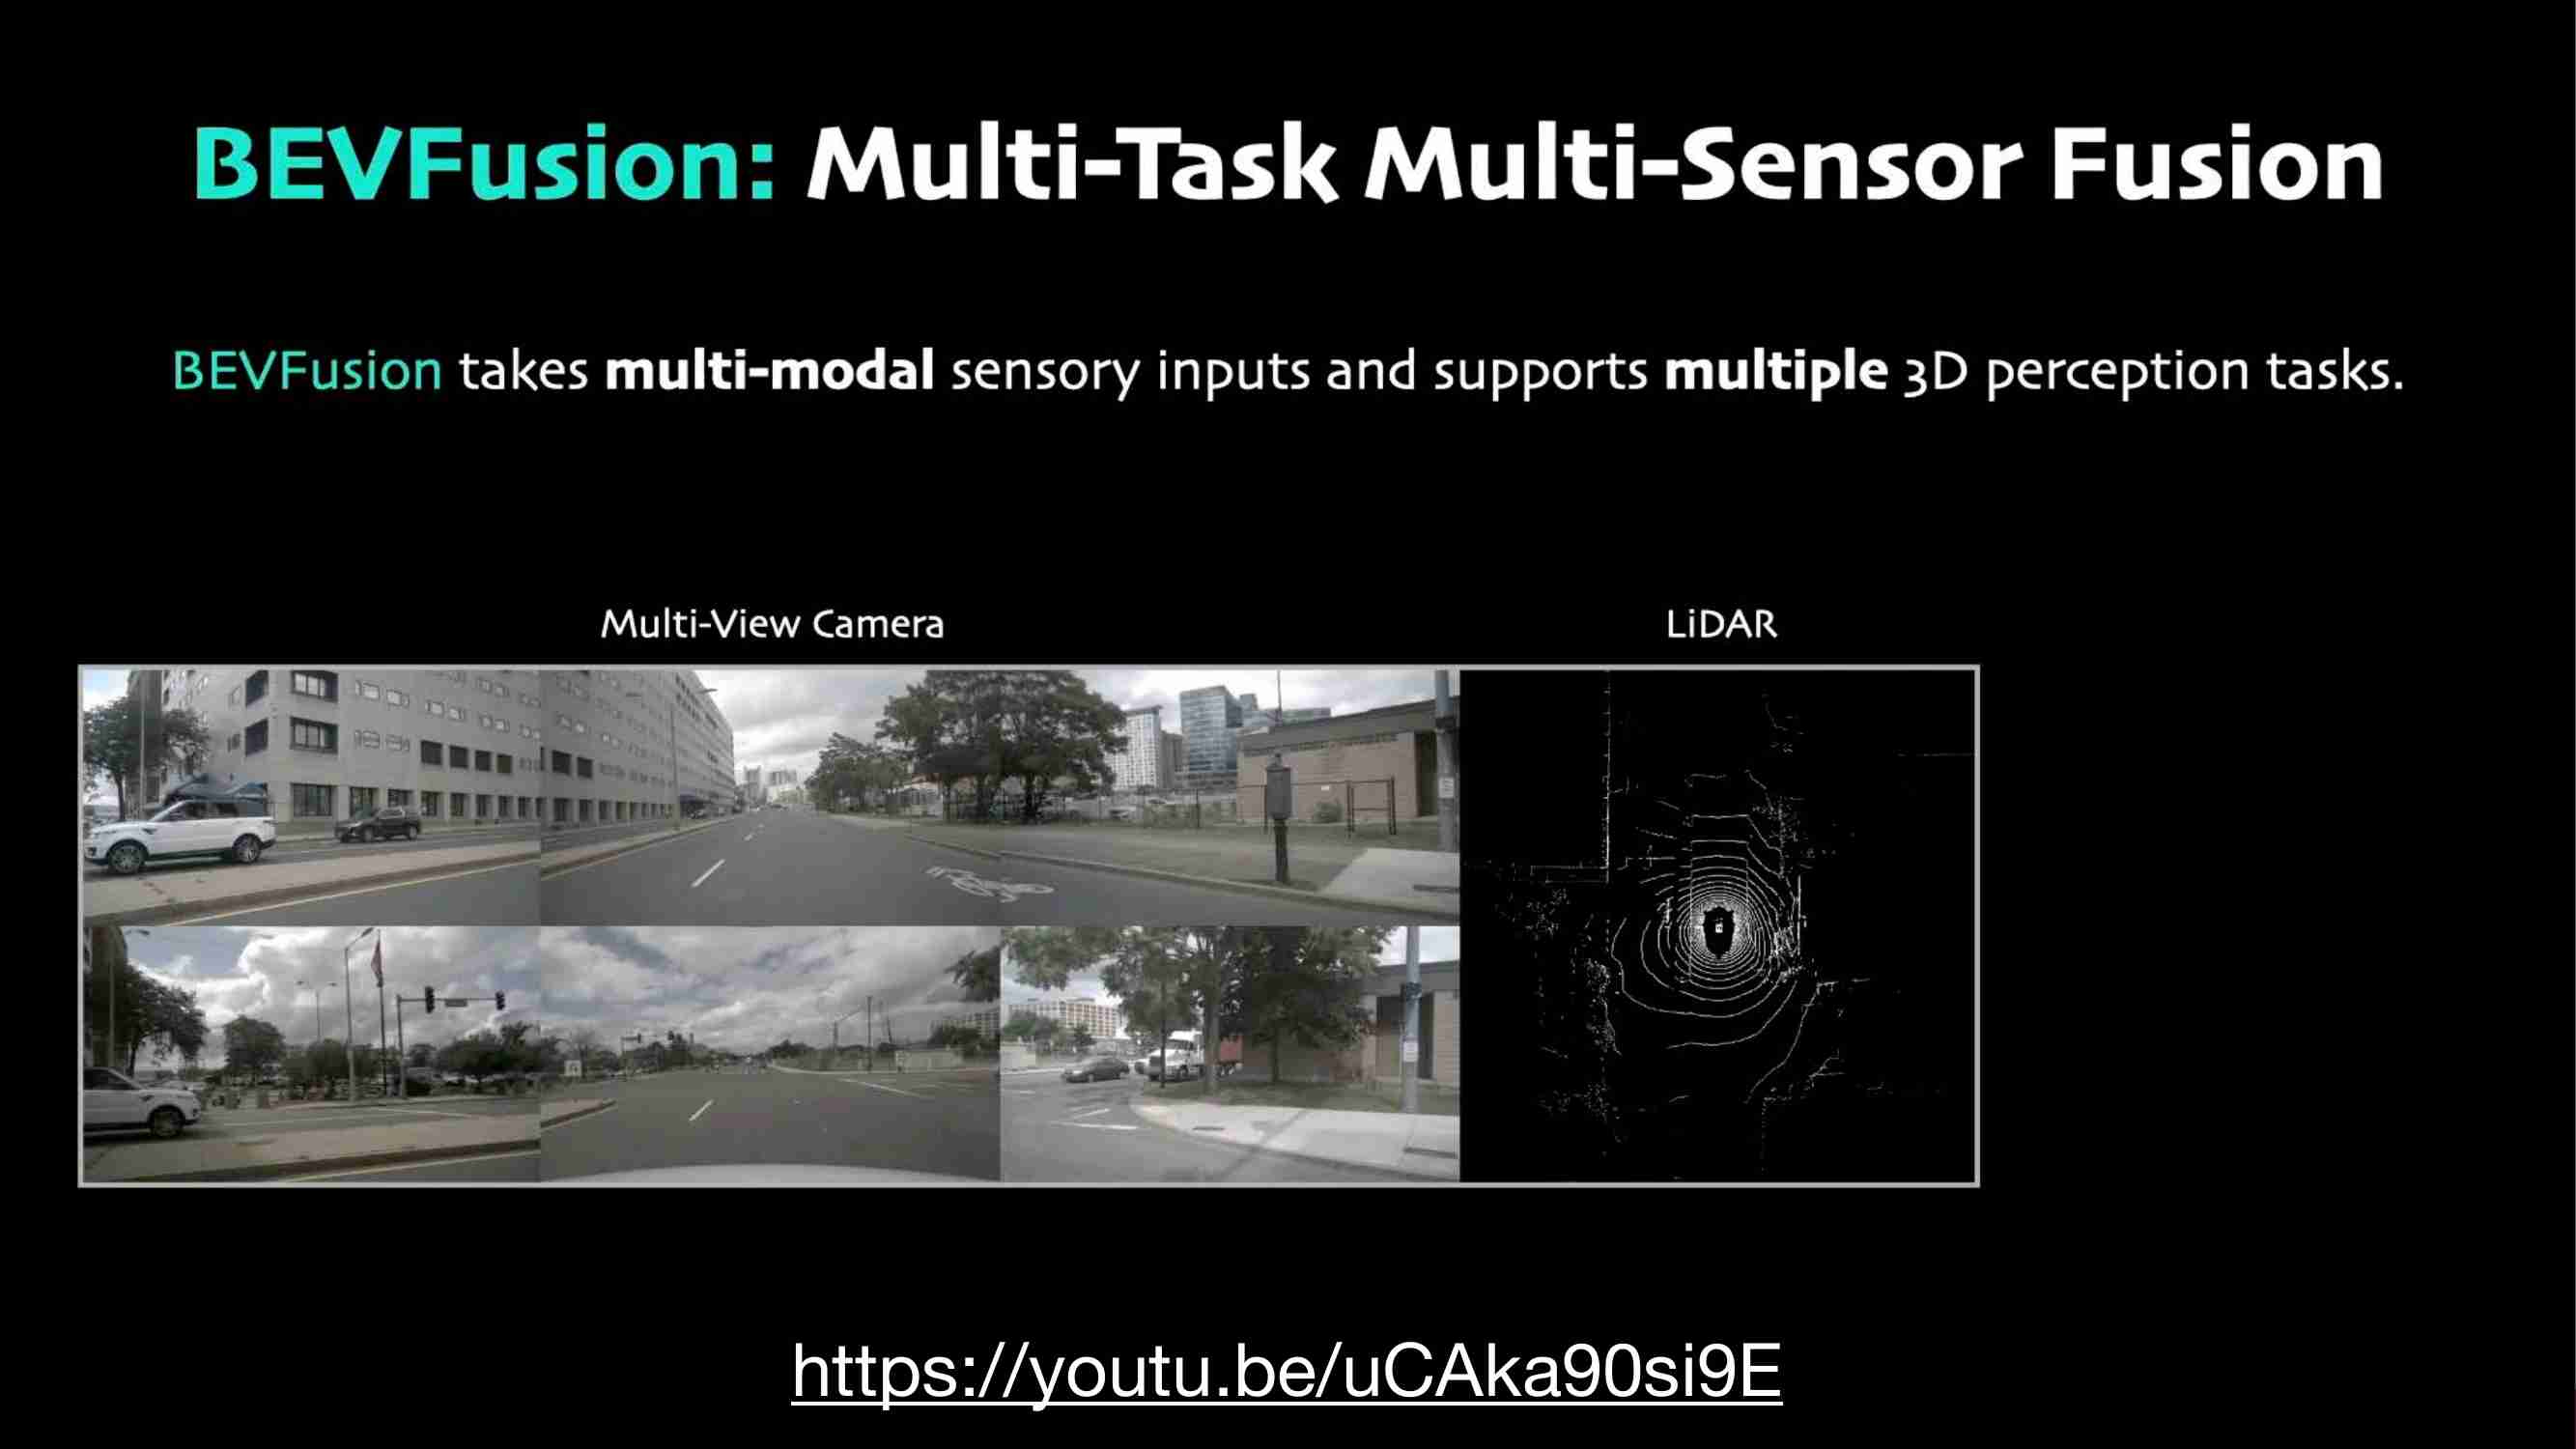 BEVFusion: Multi-Task Multi-Sensor Fusion
BEVFusion takes multi-modal sensory inputs and supports multiple 3D perception tasks.
Multi-View Camera
LiDAR
https://youtu.be/uCAka90si9E